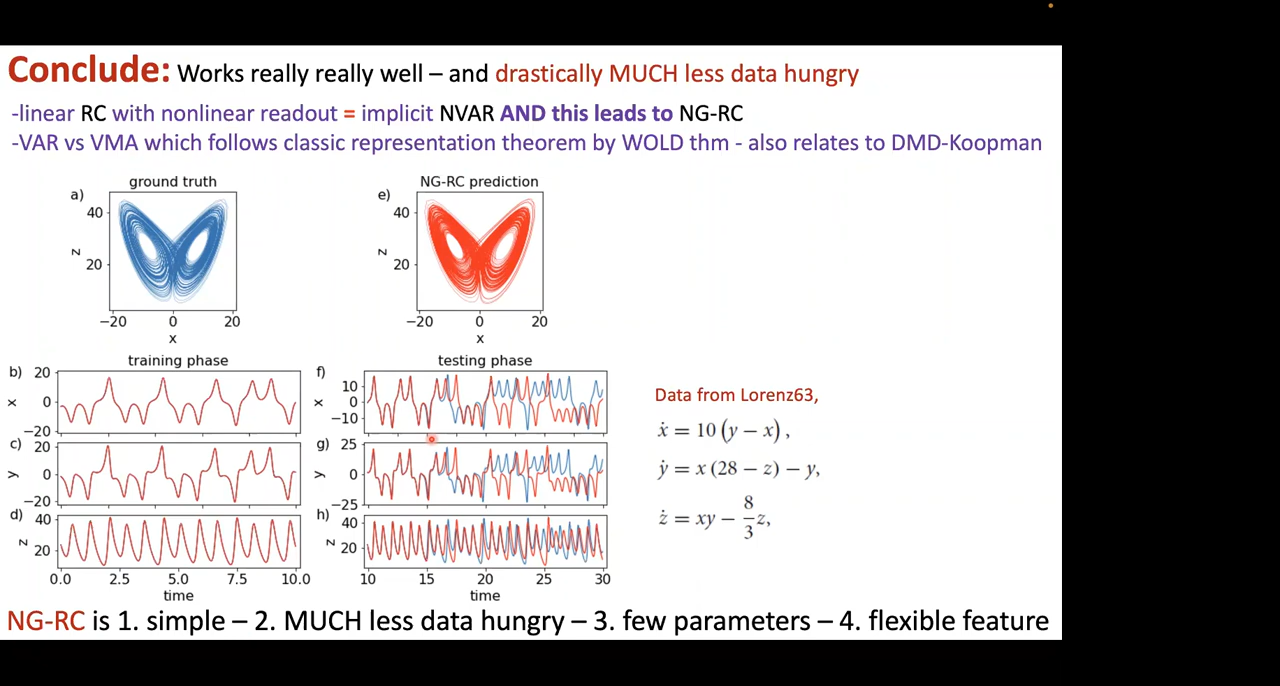 Conclude: Works really really well – and drastically MUCH less data hungry
-linear RC with nonlinear readout = implicit NVAR AND this leads to NG-RC
-VAR vs VMA which follows classic representation theorem by WOLD thm - also relates to DMD-Koopman
ground truth
a)
40
20
z
−20 0 20
x
NG-RC prediction
e)
40
20
z
−20 0 20
x
training phase
b) 20
0
−20
x
c) 20
0
−20
y
d) 40
20
z
0.0 2.5 5.0 7.5 10.0
time
testing phase
f)
10
0
−10
x
g) 25
0
−25
y
h)
40
20
z
10 15 20 25 30
time
Data from Lorenz63,
ẋ = 10 (y − x) ,
ẏ = x (28 − z) − y,
ż = xy − 8/3 z,
NG-RC is 1. simple – 2. MUCH less data hungry – 3. few parameters – 4. flexible feature